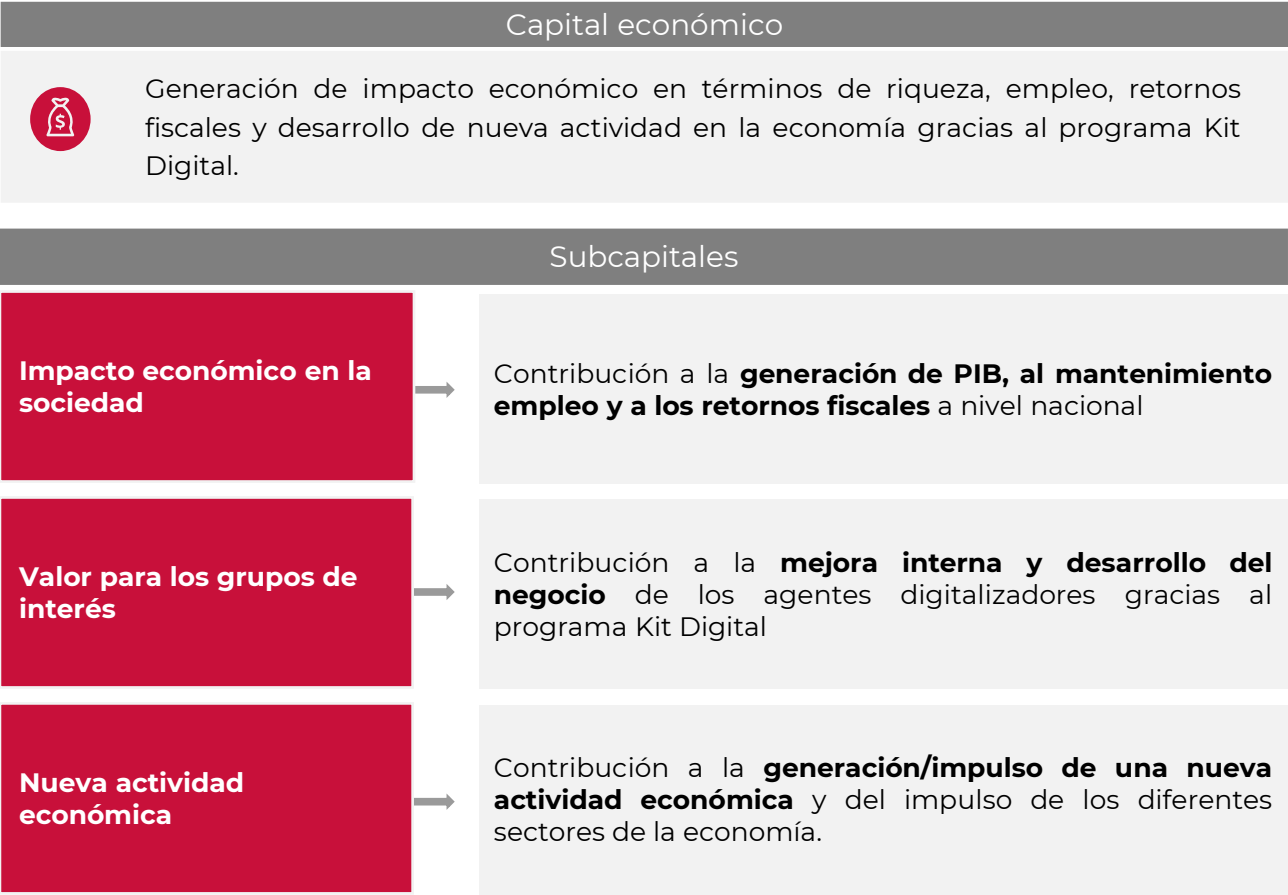 Capital económico
Generación de impacto económico en términos de riqueza, empleo, retornos
fiscales y desarrollo de nueva actividad en la economía gracias al programa Kit
Digital.
Subcapitales
Impacto económico en la
sociedad
Contribución a la generación de PIB, al mantenimiento
empleo y a los retornos fiscales a nivel nacional
Valor para los grupos de
interés
Contribución a la mejora interna y desarrollo del
negocio de los agentes digitalizadores gracias al
programa Kit Digital
Nueva actividad
económica
Contribución a la generación/impulso de una nueva
actividad económica y del impulso de los diferentes
sectores de la economía.